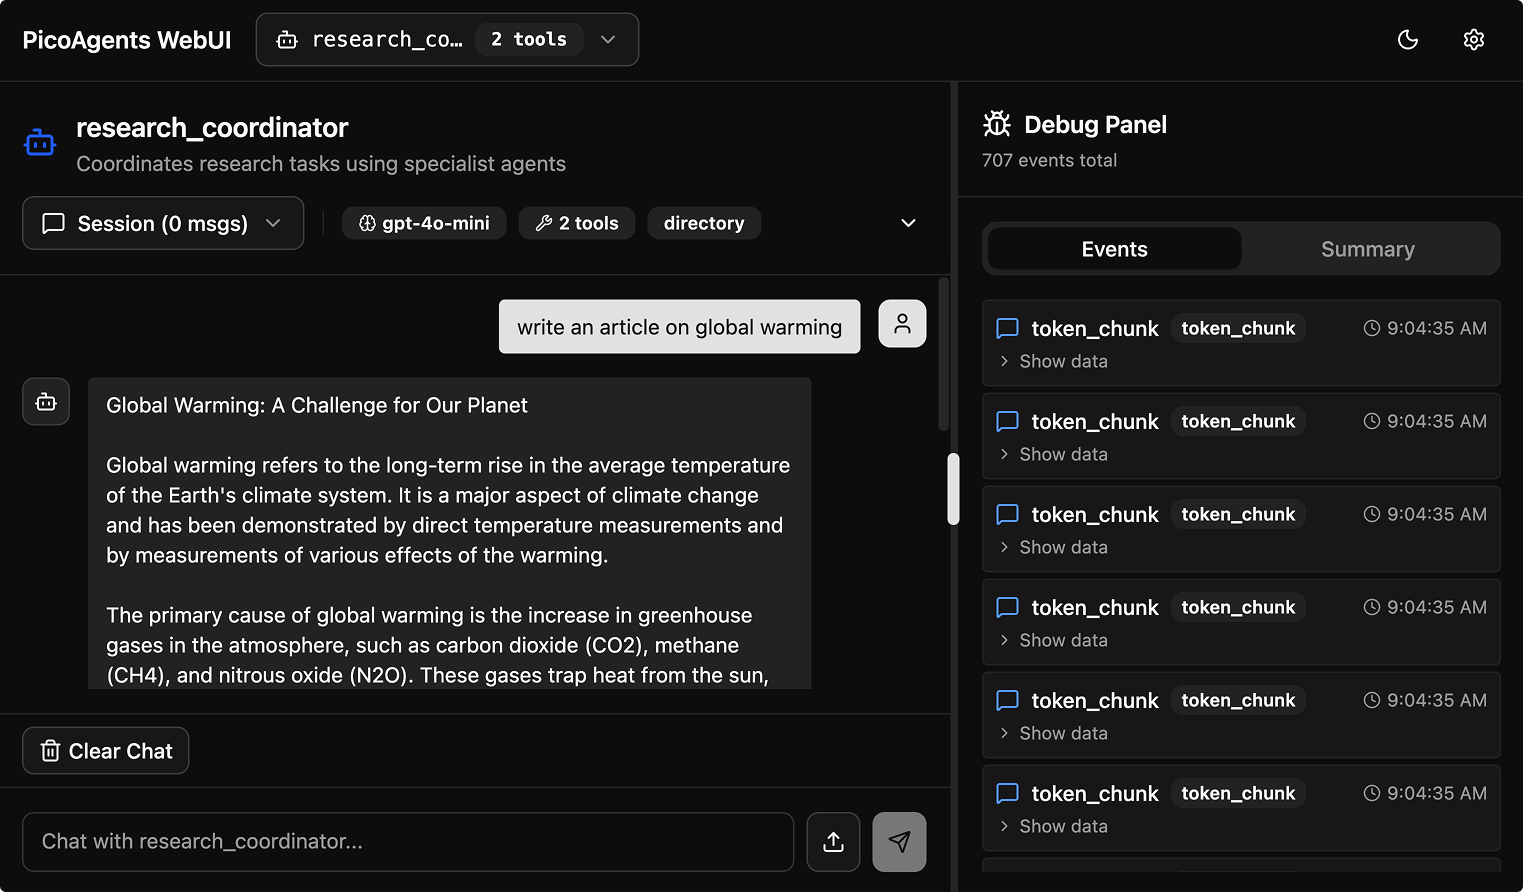 PicoAgents WebUI
research_co...
2 tools
research_coordinator
Coordinates research tasks using specialist agents
Session (0 msgs)
gpt-4o-mini
2 tools
directory
write an article on global warming
Global Warming: A Challenge for Our Planet
Global warming refers to the long-term rise in the average temperature
of the Earth's climate system. It is a major aspect of climate change
and has been demonstrated by direct temperature measurements and
by measurements of various effects of the warming.
The primary cause of global warming is the increase in greenhouse
gases in the atmosphere, such as carbon dioxide (CO2), methane
(CH4), and nitrous oxide (N2O). These gases trap heat from the sun,
Clear Chat
Chat with research_coordinator...
Debug Panel
707 events total
Events
Summary
token_chunk token_chunk 9:04:35 AM
Show data
token_chunk token_chunk 9:04:35 AM
Show data
token_chunk token_chunk 9:04:35 AM
Show data
token_chunk token_chunk 9:04:35 AM
Show data
token_chunk token_chunk 9:04:35 AM
Show data
token_chunk token_chunk 9:04:35 AM
Show data